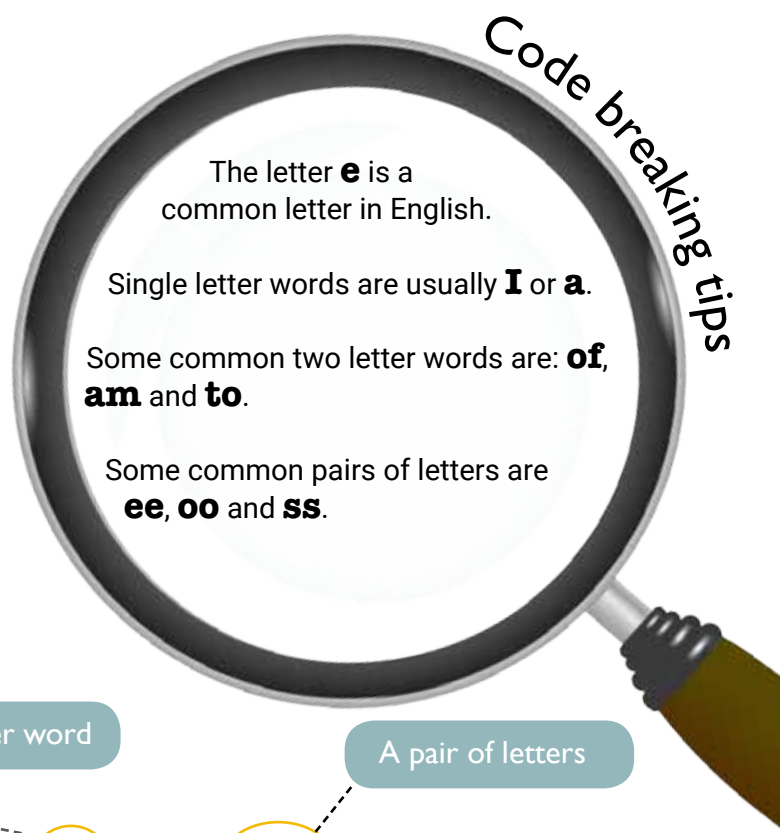 Code breaking tips
The letter e is a
common letter in English.
Single letter words are usually I or a.
Some common two letter words are: of,
am and to.
Some common pairs of letters are
ee, oo and ss.
er word
A pair of letters